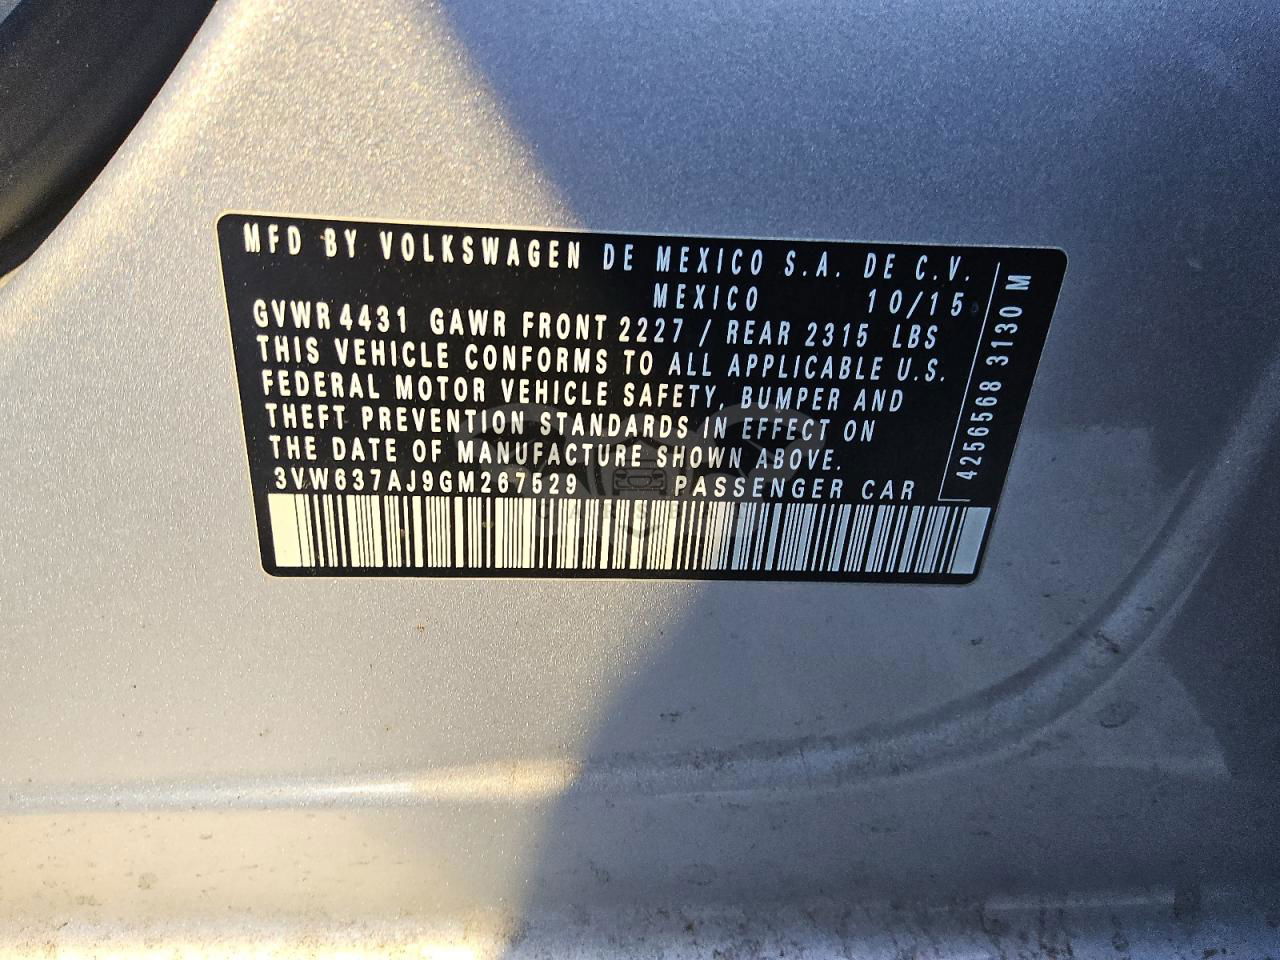 MFD BY VOLKSWAGEN DE MEXICO S.A. DE C.V.
MEXICO 10/15
GVWR 4431 GAWR FRONT 2227 / REAR 2315 LBS
THIS VEHICLE CONFORMS TO ALL APPLICABLE U.S.
FEDERAL MOTOR VEHICLE SAFETY, BUMPER AND
THEFT PREVENTION STANDARDS IN EFFECT ON
THE DATE OF MANUFACTURE SHOWN ABOVE.
3VW637AJ9GM267529 PASSENGER CAR
4256568 3130 M